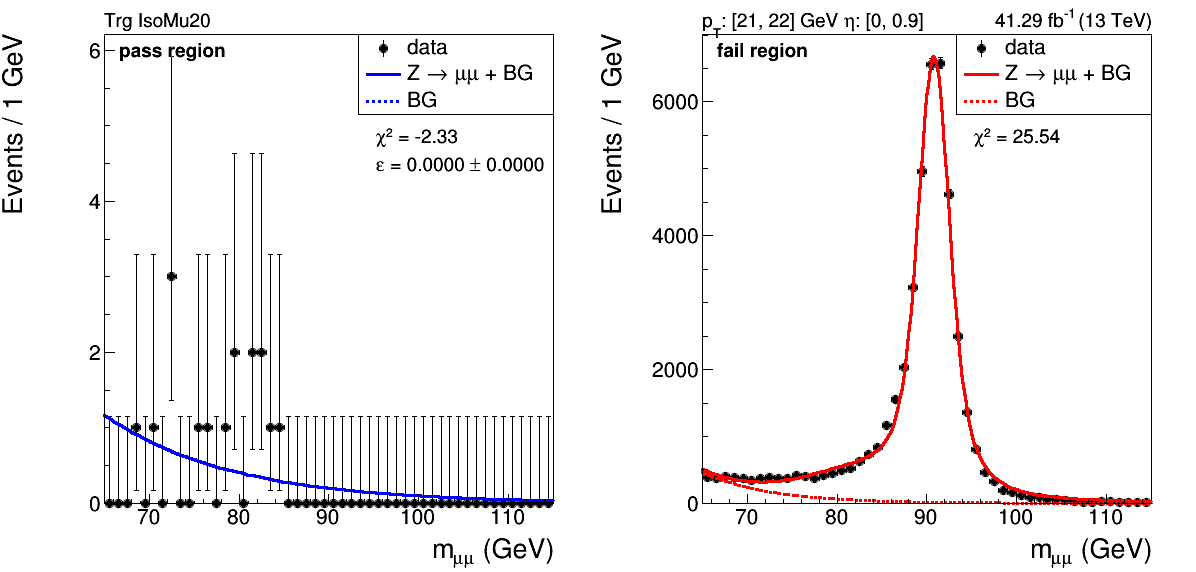 Trg IsoMu20
pass region
data
Z → μμ + BG
BG
χ² = -2.33
ε = 0.0000 ± 0.0000
Events / 1 GeV
6
4
2
0
70 80 90 100 110
m_μμ (GeV)
p_T: [21, 22] GeV η: [0, 0.9] 41.29 fb⁻¹ (13 TeV)
fail region
data
Z → μμ + BG
BG
χ² = 25.54
Events / 1 GeV
6000
4000
2000
0
70 80 90 100 110
m_μμ (GeV)